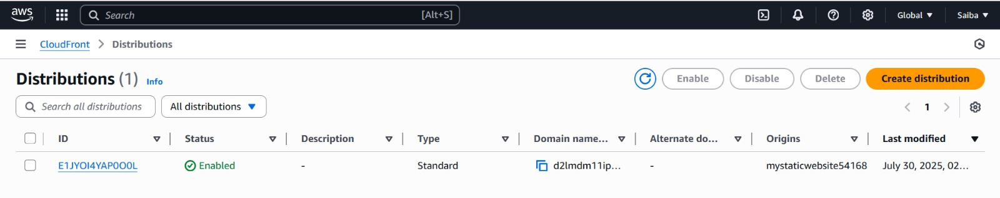 aws Search [Alt+S] Global Saiba
CloudFront Distributions
Distributions (1) Info Enable Disable Delete Create distribution
Search all distributions All distributions 1
ID Status Description Type Domain name... Alternate do... Origins Last modified
E1JYOI4YAP0O0L Enabled - Standard d2lmdm11ip... - mystaticwebsite54168 July 30, 2025, 02...